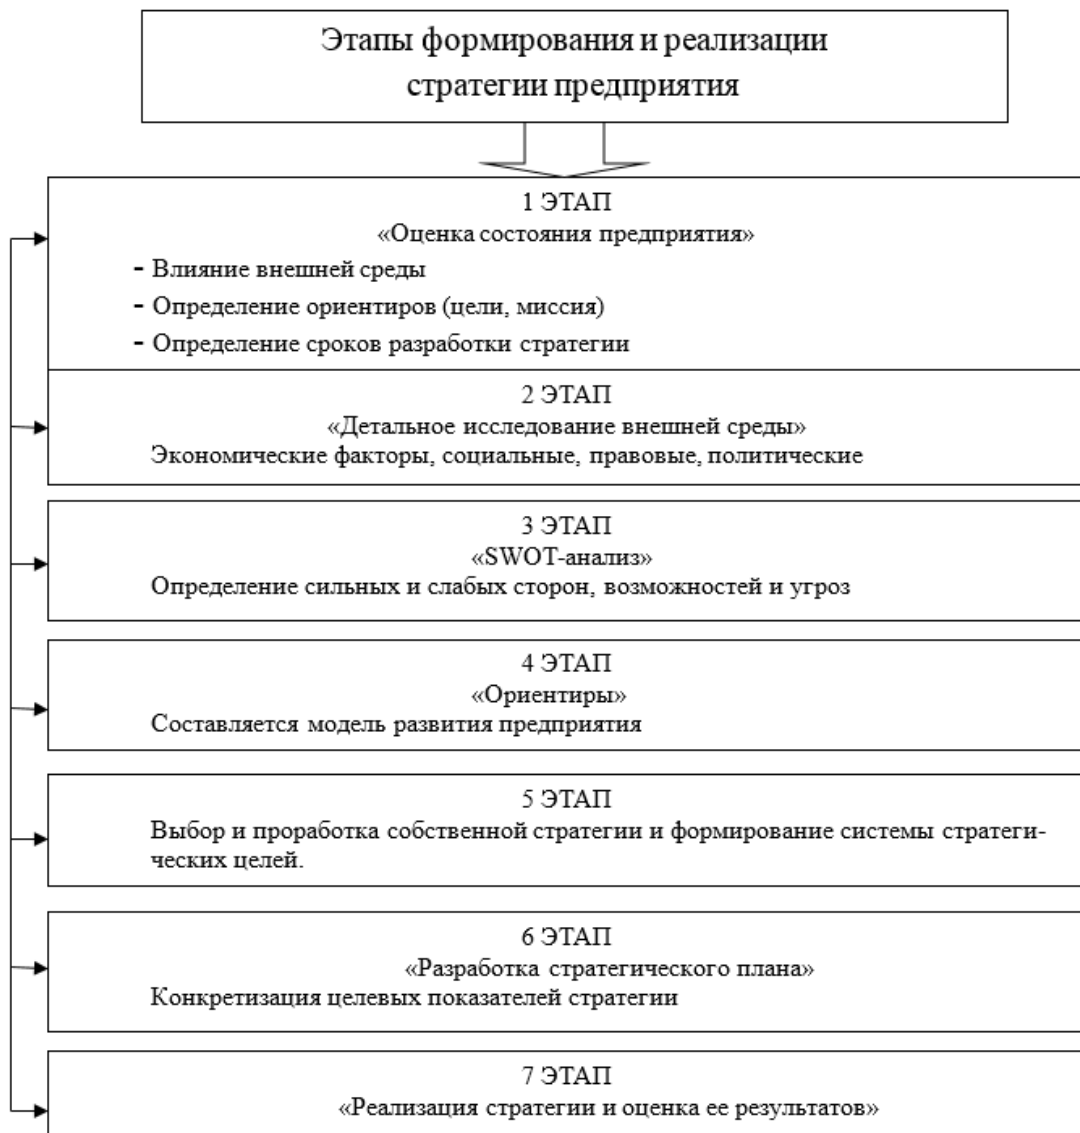 Этапы формирования и реализации
стратегии предприятия
1 ЭТАП
«Оценка состояния предприятия»
- Влияние внешней среды
- Определение ориентиров (цели, миссия)
- Определение сроков разработки стратегии
2 ЭТАП
«Детальное исследование внешней среды»
Экономические факторы, социальные, правовые, политические
3 ЭТАП
«SWOT-анализ»
Определение сильных и слабых сторон, возможностей и угроз
4 ЭТАП
«Ориентиры»
Составляется модель развития предприятия
5 ЭТАП
Выбор и проработка собственной стратегии и формирование системы стратеги-
ческих целей.
6 ЭТАП
«Разработка стратегического плана»
Конкретизация целевых показателей стратегии
7 ЭТАП
«Реализация стратегии и оценка ее результатов»